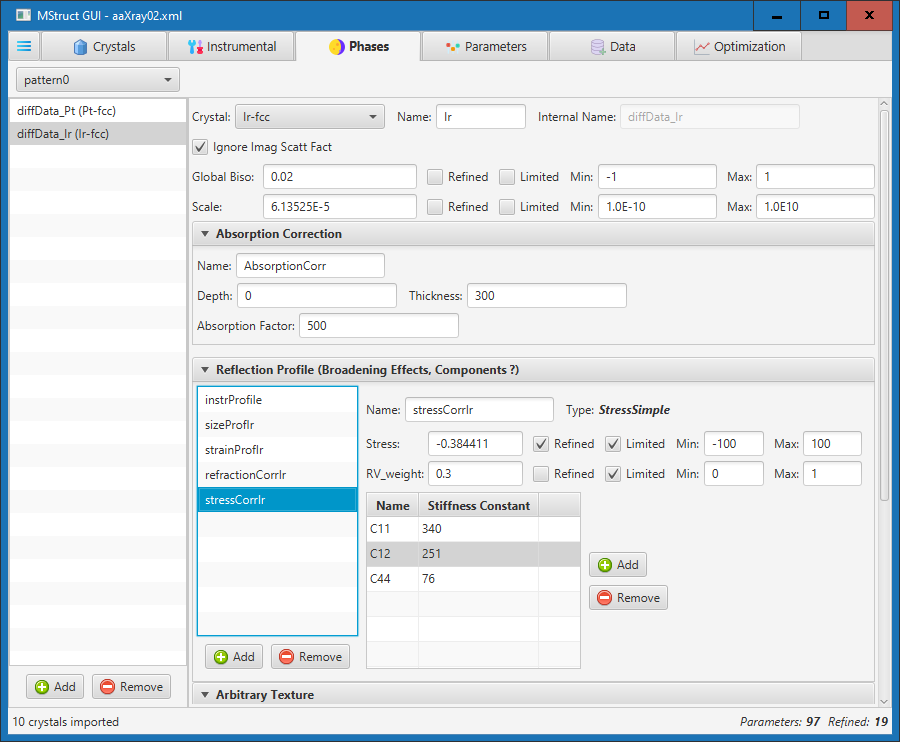 MStruct GUI - aaXray02.xml
Crystals Instrumental Phases Parameters Data Optimization
pattern0
diffData_Pt (Pt-fcc)
diffData_Ir (Ir-fcc)
Crystal: Ir-fcc Name: Ir Internal Name: diffData_Ir
Ignore Imag Scatt Fact
Global Biso: 0.02 Refined Limited Min: -1 Max: 1
Scale: 6.13525E-5 Refined Limited Min: 1.0E-10 Max: 1.0E10
Absorption Correction
Name: AbsorptionCorr
Depth: 0 Thickness: 300
Absorption Factor: 500
Reflection Profile (Broadening Effects, Components ?)
instrProfile
sizeProfIr
strainProfIr
refractionCorrIr
stressCorrIr
Name: stressCorrIr Type: StressSimple
Stress: -0.384411 Refined Limited Min: -100 Max: 100
RV_weight: 0.3 Refined Limited Min: 0 Max: 1
Name Stiffness Constant
C11 340
C12 251
C44 76
Add
Remove
Add Remove
Arbitrary Texture
Add Remove
10 crystals imported Parameters: 97 Refined: 19